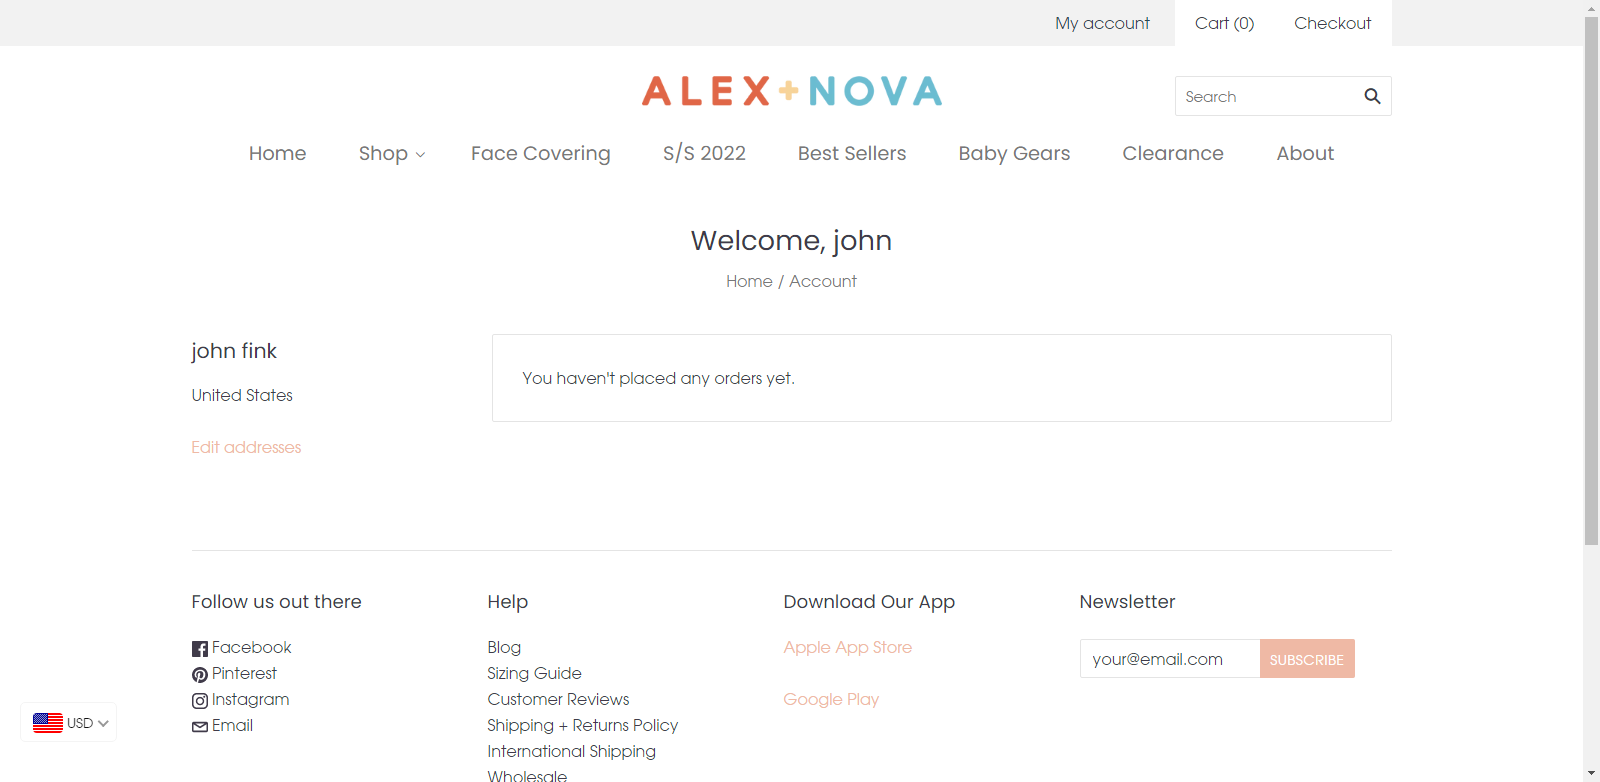 My account
Cart (0)
Checkout
ALEX+NOVA
Search
Home
Shop
Face Covering
S/S 2022
Best Sellers
Baby Gears
Clearance
About
Welcome, john
Home / Account
john fink
United States
Edit addresses
You haven't placed any orders yet.
Follow us out there
Facebook
Pinterest
Instagram
Email
Help
Blog
Sizing Guide
Customer Reviews
Shipping + Returns Policy
International Shipping
Wholesale
Download Our App
Apple App Store
Google Play
Newsletter
your@email.com
SUBSCRIBE
USD